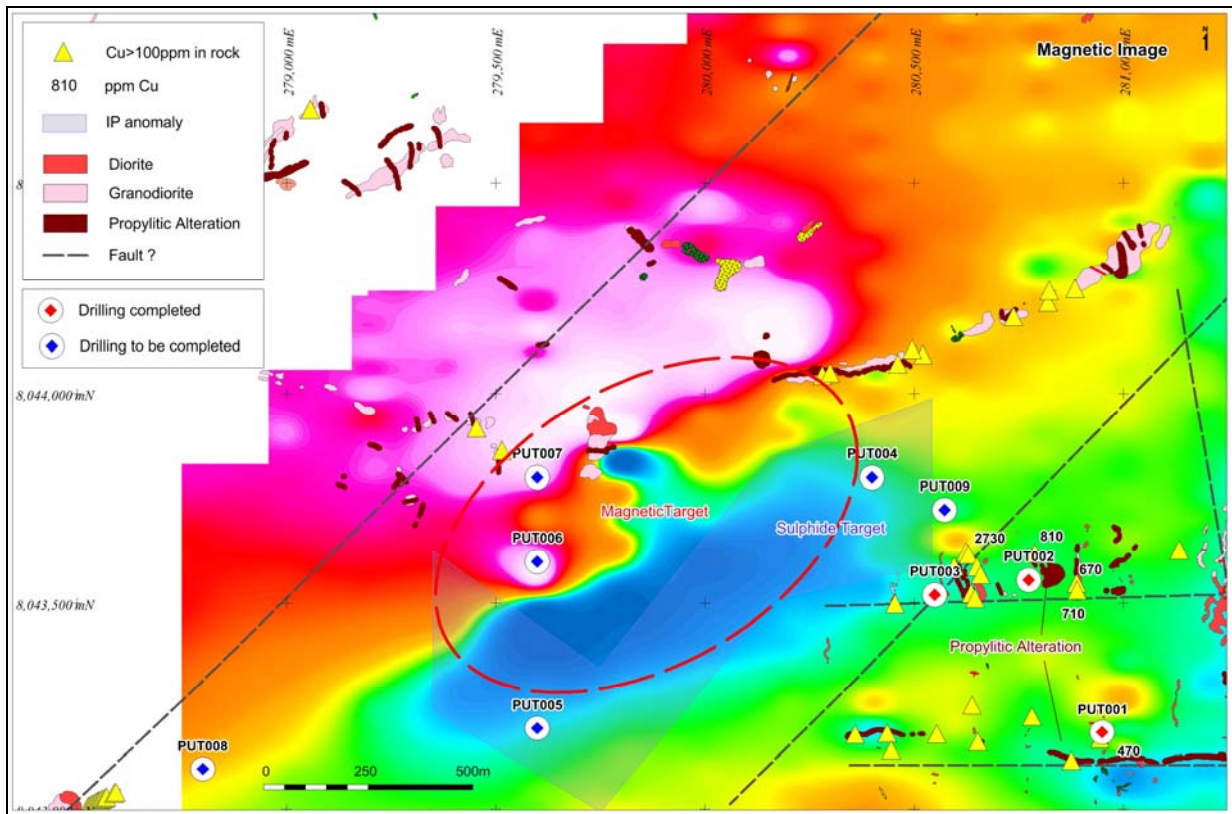 Cu>100ppm in rock
810 ppm Cu
IP anomaly
Diorite
Granodiorite
Propylitic Alteration
Fault ?
Drilling completed
Drilling to be completed
279,000 mE
279,500 mE
280,000 mE
280,500 mE
281,000 mE
Magnetic Image
8,044,000 mN
PUT007
PUT004
PUT009
MagneticTarget
Sulphide Target
PUT006
2730
810
PUT002
PUT003
670
8,043,500 mN
710
Propylitic Alteration
PUT001
PUT005
PUT008
470
0 250 500m